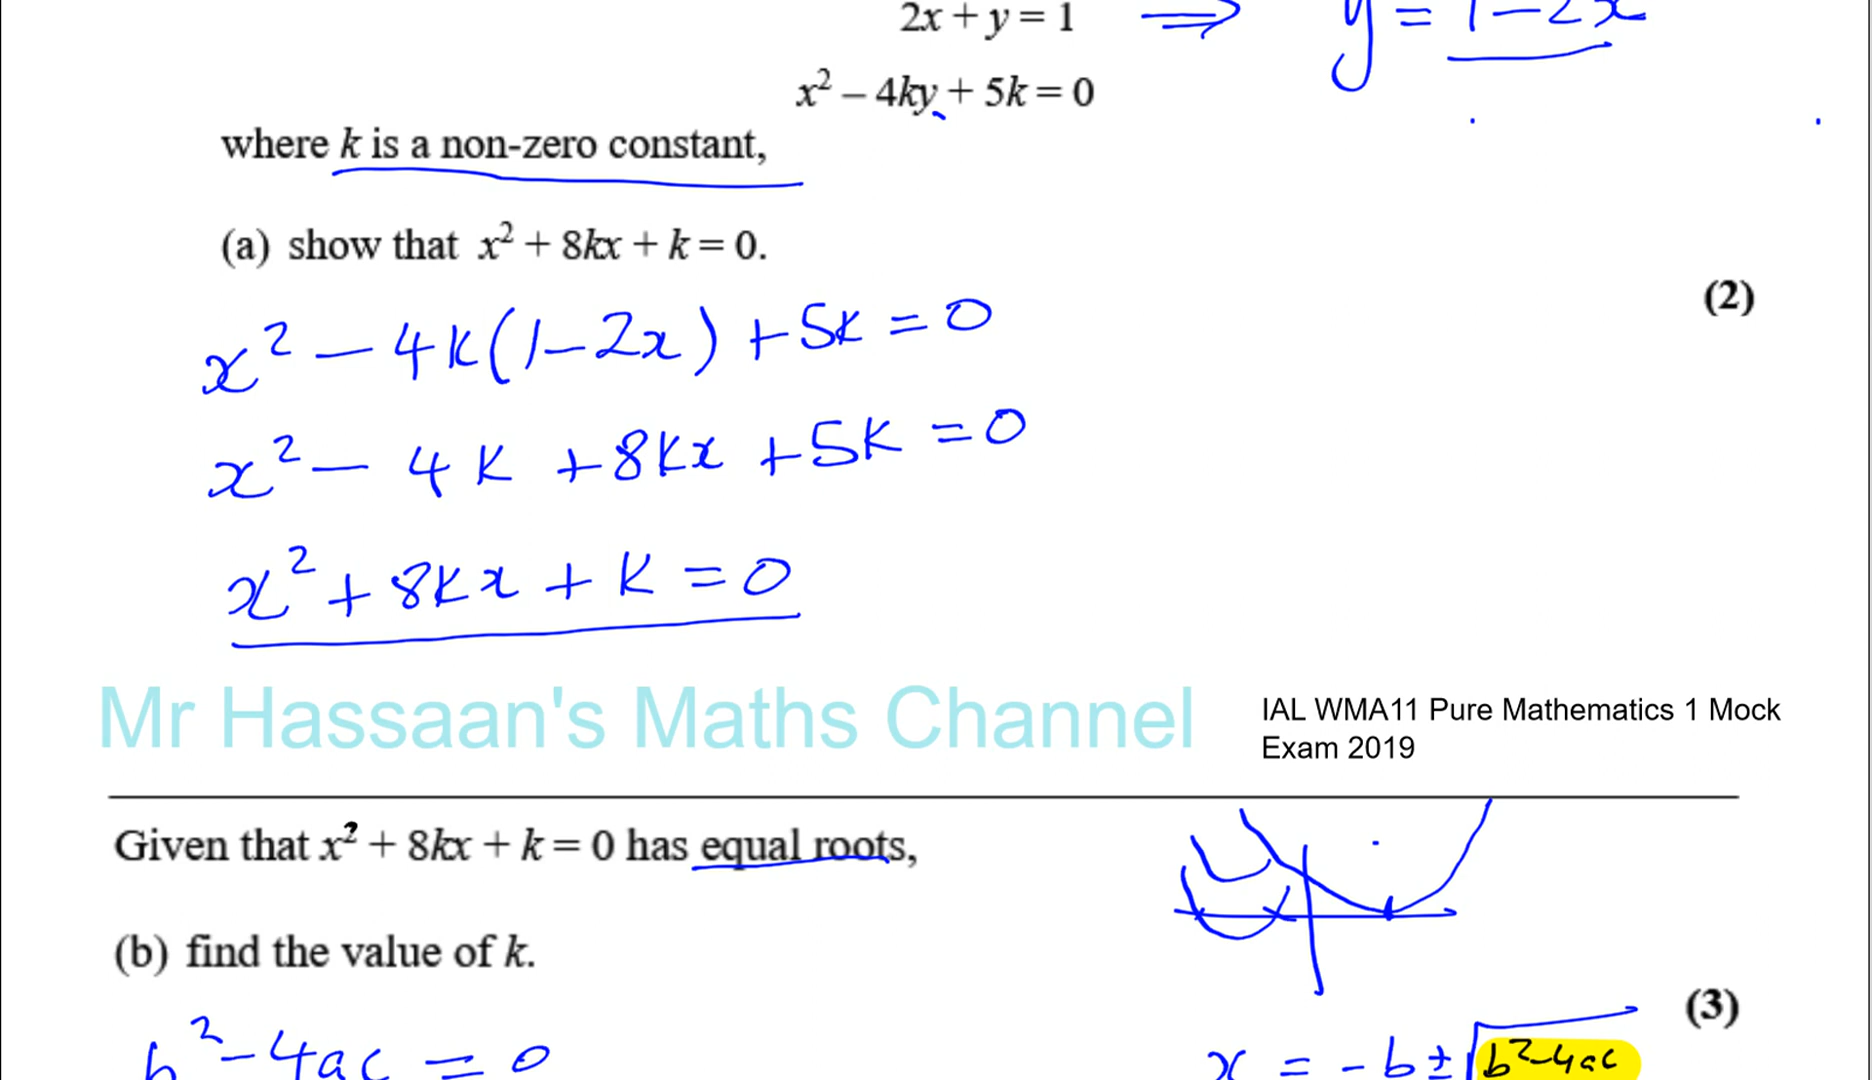 2x + y = 1 ⟹ y = 1 - 2x
x² – 4ky + 5k = 0
where k is a non-zero constant,
(a) show that x² + 8kx + k = 0.
(2)
x² - 4k(1-2x) + 5k = 0
x² - 4k + 8kx + 5k = 0
x² + 8kx + k = 0
Mr Hassaan's Maths Channel
IAL WMA11 Pure Mathematics 1 Mock
Exam 2019
Given that x² + 8kx + k = 0 has equal roots,
(b) find the value of k.
(3)
b² - 4ac = 0
x = -b ± √b²-4ac